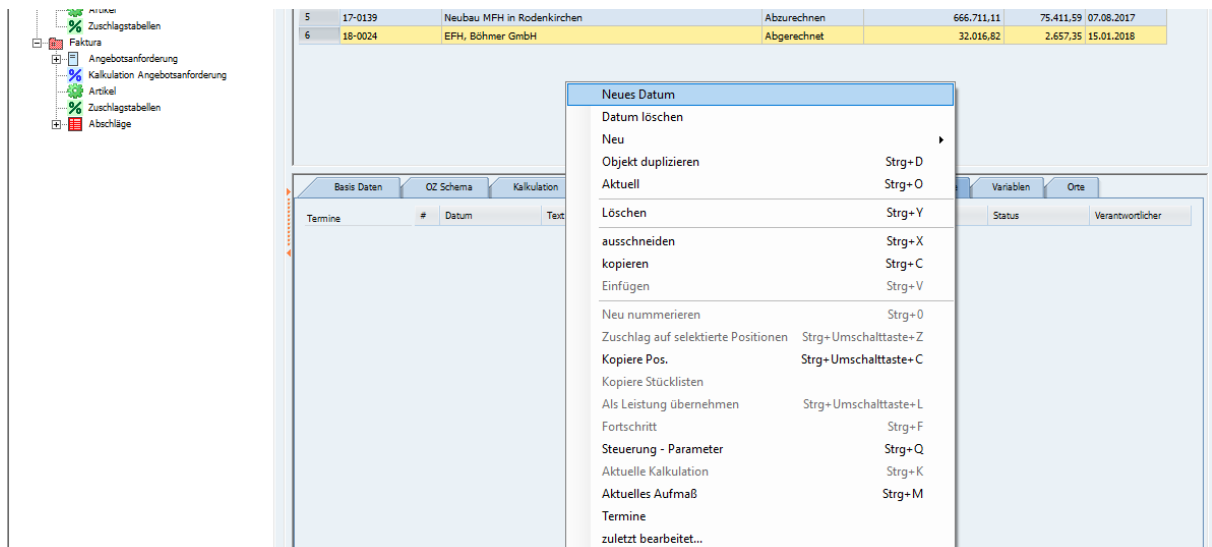 Artikel
Zuschlagstabellen
Faktura
Angebotsanforderung
Kalkulation Angebotsanforderung
Artikel
Zuschlagstabellen
Abschläge
5 17-0139 Neubau MFH in Rodenkirchen Abzurechnen 666.711,11 75.411,59 07.08.2017
6 18-0024 EFH, Böhmer GmbH Abgerechnet 32.016,82 2.657,35 15.01.2018
Basis Daten OZ Schema Kalkulation Variablen Orte
Termine # Datum Text Status Verantwortlicher
Neues Datum
Datum löschen
Neu
Objekt duplizieren Strg+D
Aktuell Strg+O
Löschen Strg+Y
ausschneiden Strg+X
kopieren Strg+C
Einfügen Strg+V
Neu nummerieren Strg+0
Zuschlag auf selektierte Positionen Strg+Umschalttaste+Z
Kopiere Pos. Strg+Umschalttaste+C
Kopiere Stücklisten
Als Leistung übernehmen Strg+Umschalttaste+L
Fortschritt Strg+F
Steuerung - Parameter Strg+Q
Aktuelle Kalkulation Strg+K
Aktuelles Aufmaß Strg+M
Termine
zuletzt bearbeitet...